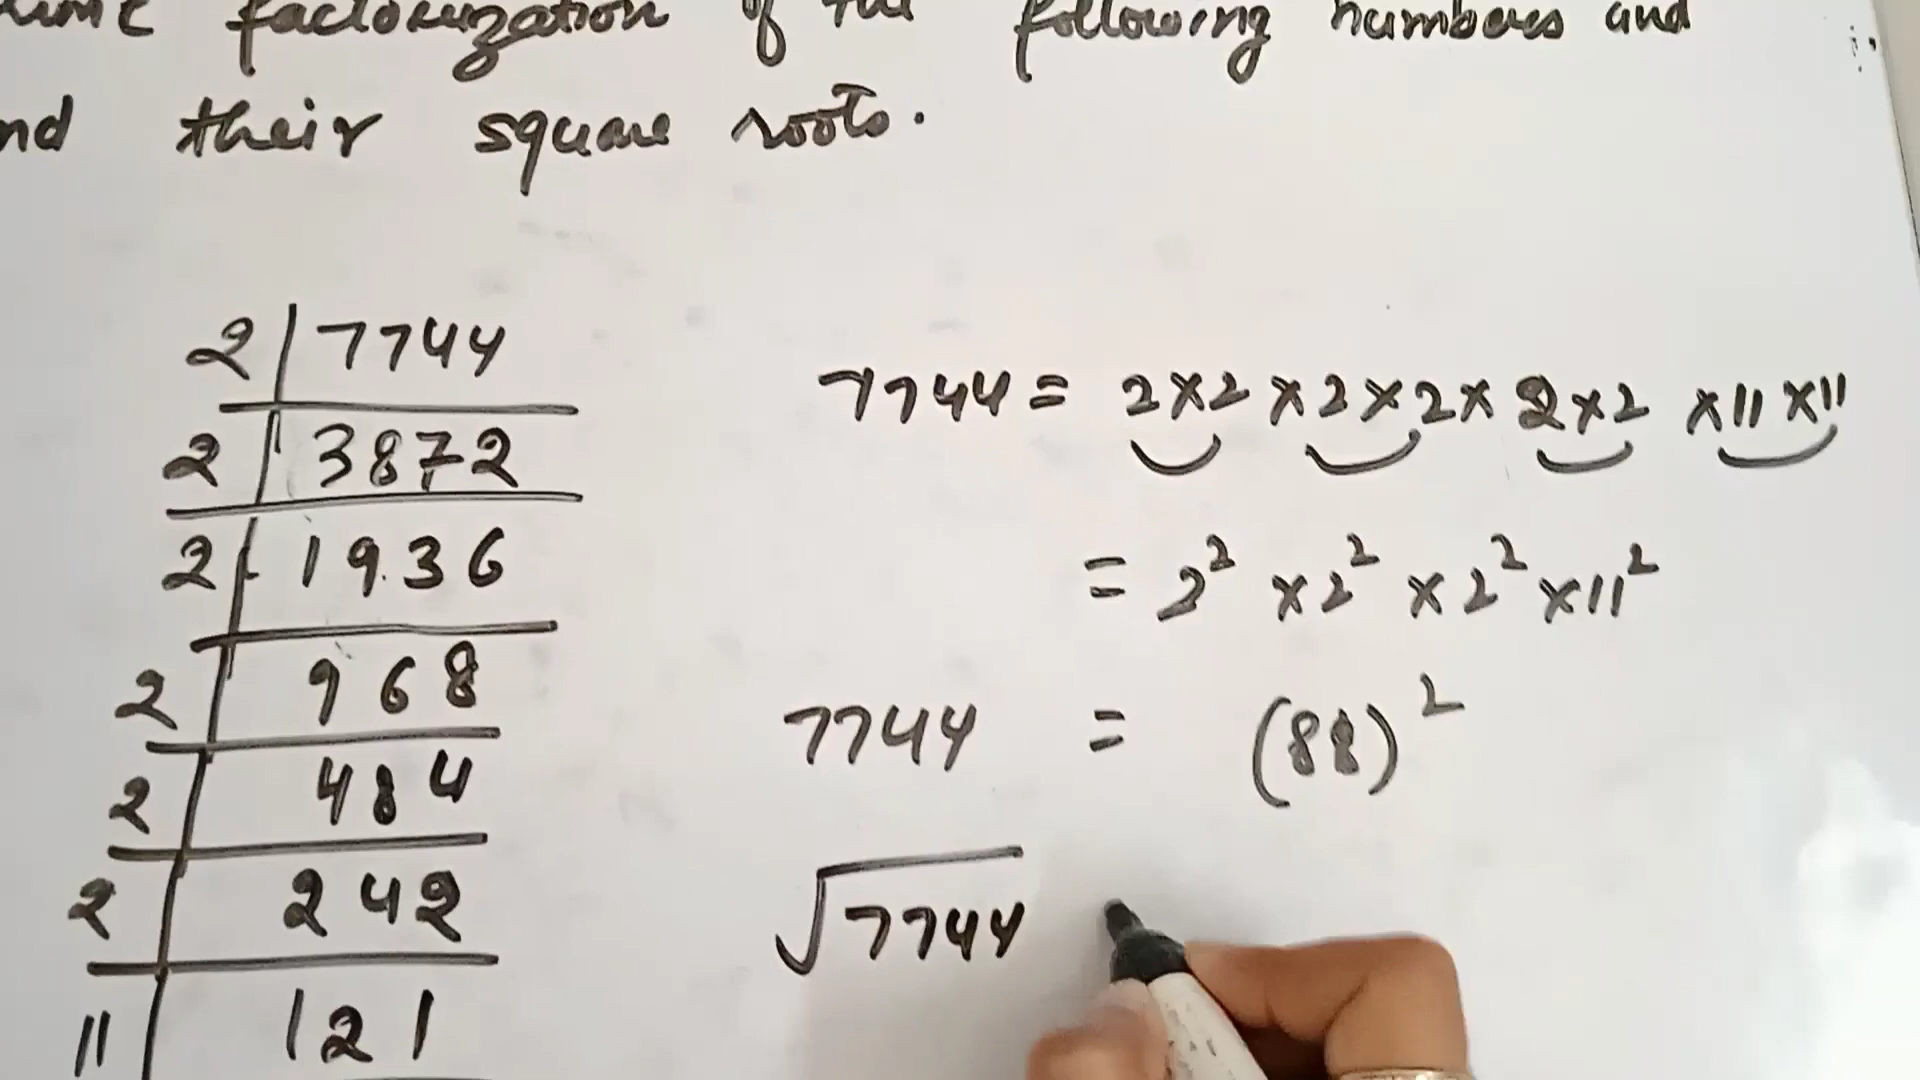 factorization of the following numbers and
their square roots.
2 | 7744
2 | 3872
2 | 1936
2 | 968
2 | 484
2 | 242
11 | 121
7744 = 2×2 ×2×2× 2×2 ×11×11
= 2² ×2² ×2² ×11²
7744 = (88)²
√7744